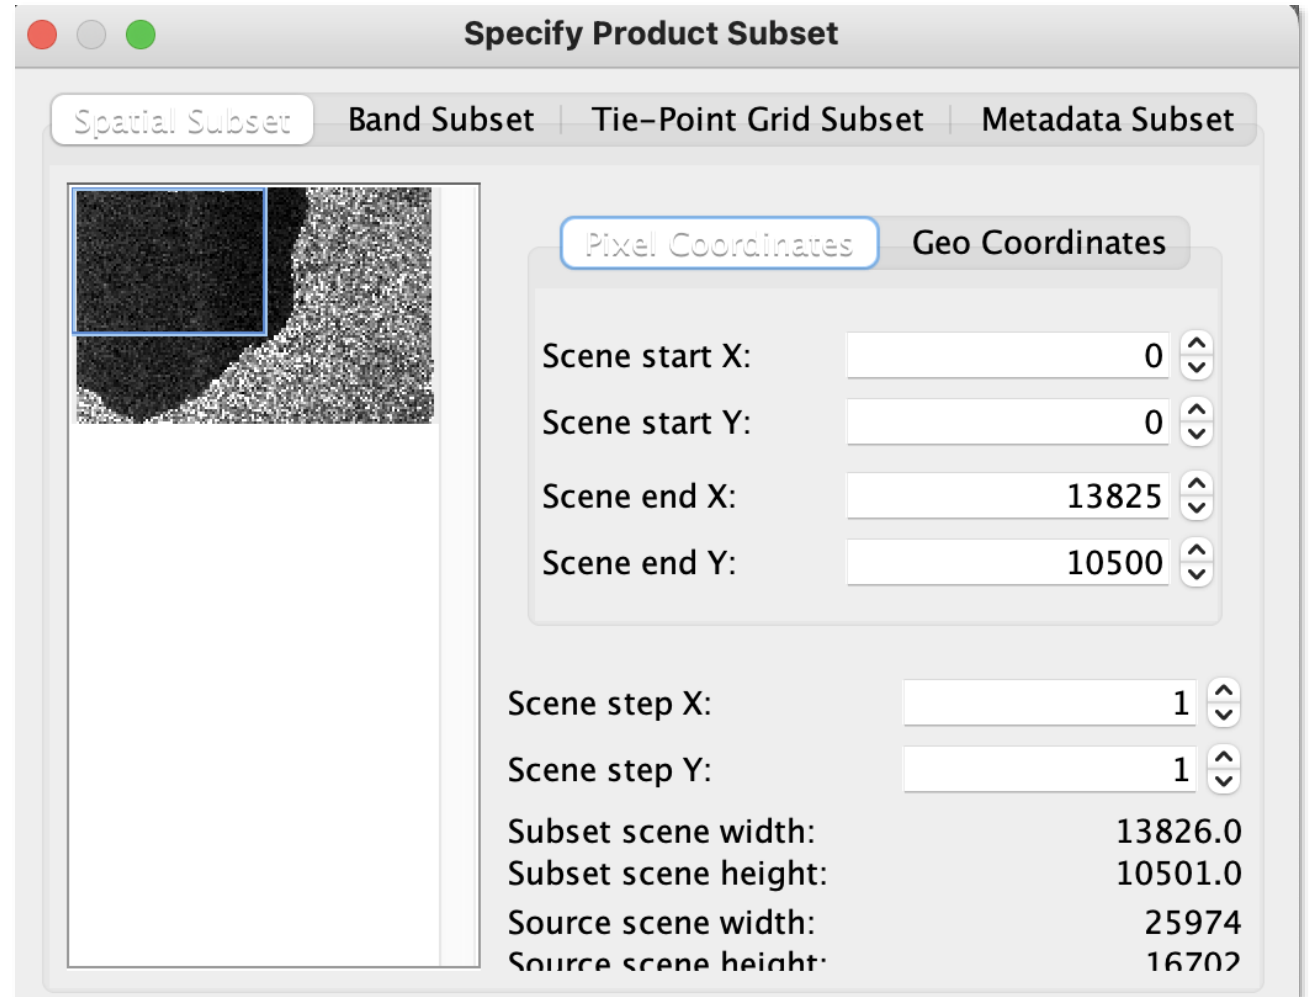 Specify Product Subset
Spatial Subset Band Subset Tie-Point Grid Subset Metadata Subset
Pixel Coordinates Geo Coordinates
Scene start X: 0
Scene start Y: 0
Scene end X: 13825
Scene end Y: 10500
Scene step X: 1
Scene step Y: 1
Subset scene width: 13826.0
Subset scene height: 10501.0
Source scene width: 25974
Source scene height: 16702